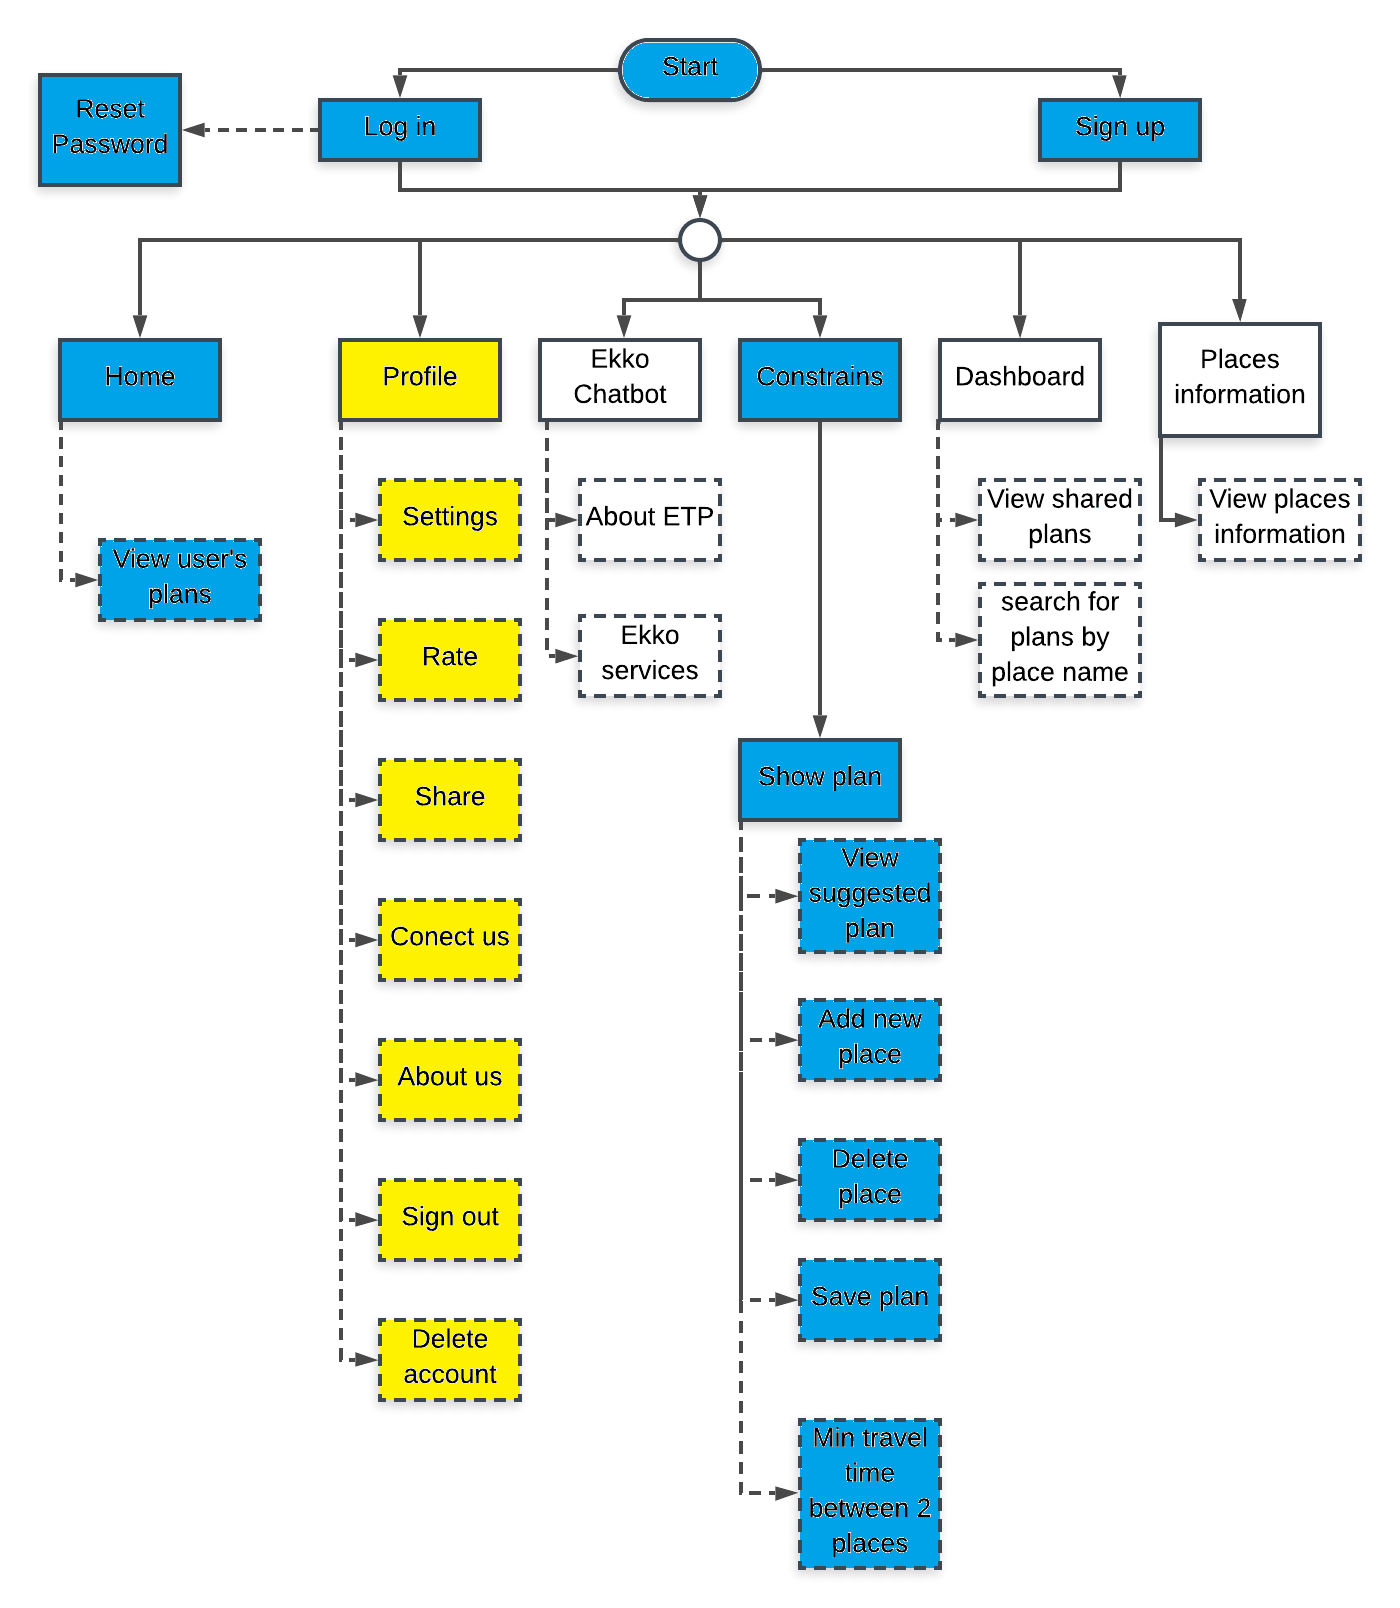 Start
Reset
Password
Log in
Sign up
Home
Profile
Ekko
Chatbot
Constrains
Dashboard
Places
information
View user's
plans
Settings
Rate
Share
Conect us
About us
Sign out
Delete
account
About ETP
Ekko
services
Show plan
View
suggested
plan
Add new
place
Delete
place
Save plan
Min travel
time
between 2
places
View shared
plans
search for
plans by
place name
View places
information